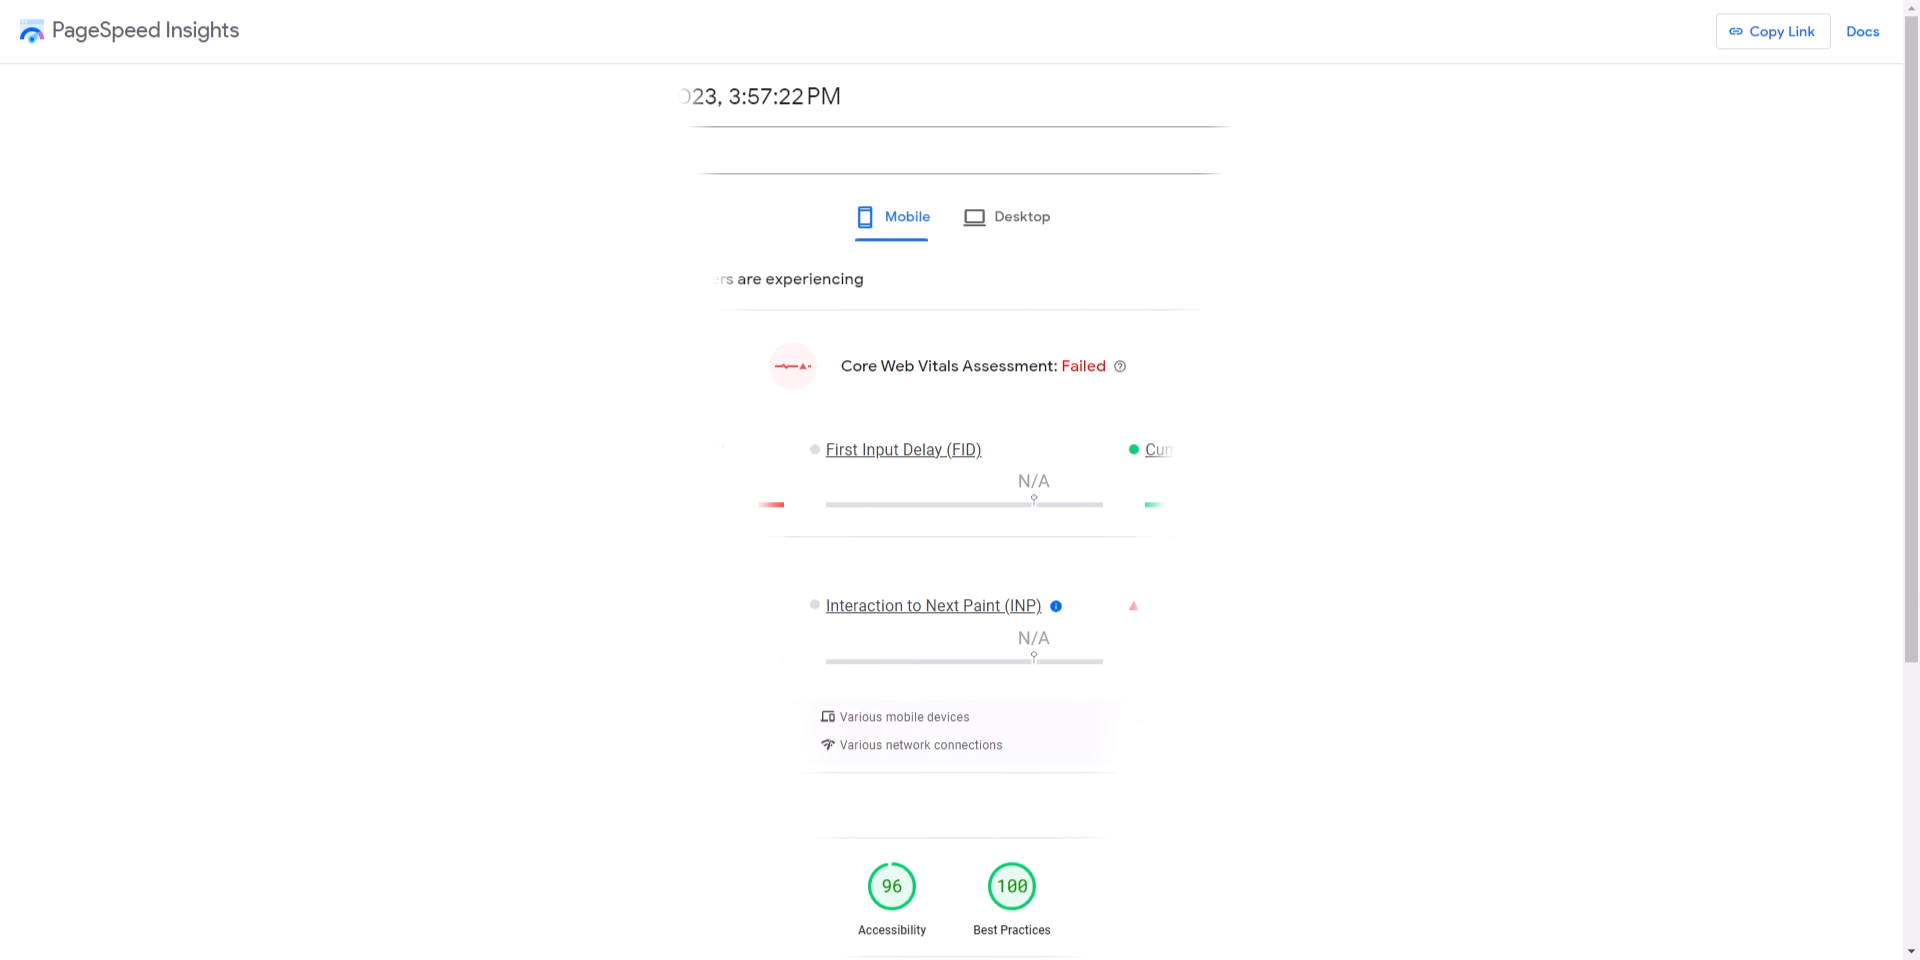 PageSpeed Insights
Copy Link
Docs
23, 3:57:22 PM
Mobile
Desktop
are experiencing
Core Web Vitals Assessment: Failed
First Input Delay (FID)
N/A
Interaction to Next Paint (INP)
N/A
Various mobile devices
Various network connections
96
100
Accessibility
Best Practices